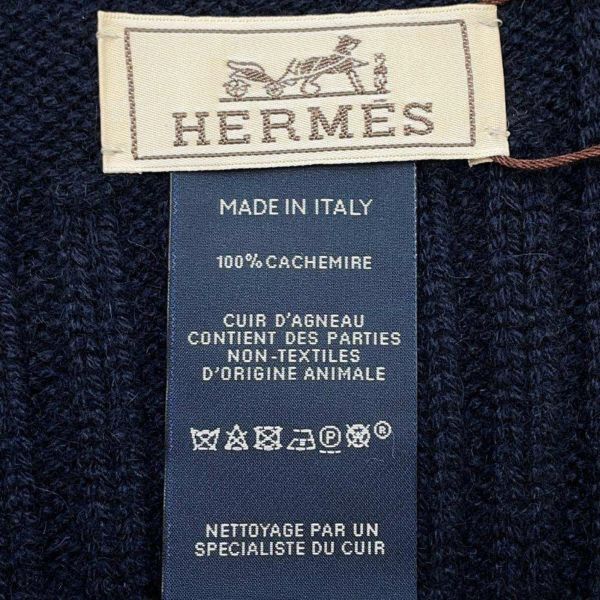 HERMÈS
MADE IN ITALY
100% CACHEMIRE
CUIR D'AGNEAU
CONTIENT DES PARTIES
NON-TEXTILES
D'ORIGINE ANIMALE
P W ®
NETTOYAGE PAR UN
SPECIALISTE DU CUIR